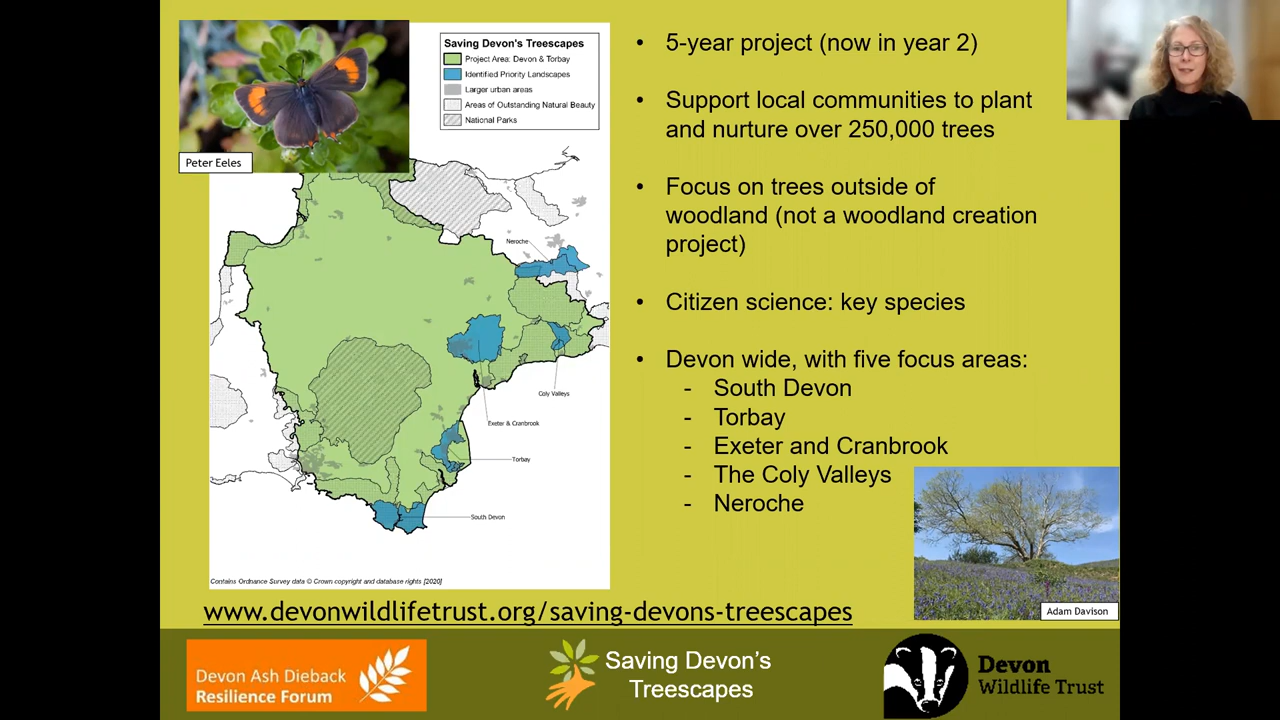 Peter Eeles
Saving Devon's Treescapes
Project Area: Devon & Torbay
Identified Priority Landscapes
Larger urban areas
Areas of Outstanding Natural Beauty
National Parks
Neroche
Coly Valleys
Exeter & Cranbrook
Torbay
South Devon
Contains Ordnance Survey data © Crown copyright and database rights [2020]
• 5-year project (now in year 2)
• Support local communities to plant
and nurture over 250,000 trees
• Focus on trees outside of
woodland (not a woodland creation
project)
• Citizen science: key species
• Devon wide, with five focus areas:
- South Devon
- Torbay
- Exeter and Cranbrook
- The Coly Valleys
- Neroche
Adam Davison
www.devonwildlifetrust.org/saving-devons-treescapes
Devon Ash Dieback
Resilience Forum
Saving Devon's
Treescapes
Devon
Wildlife Trust